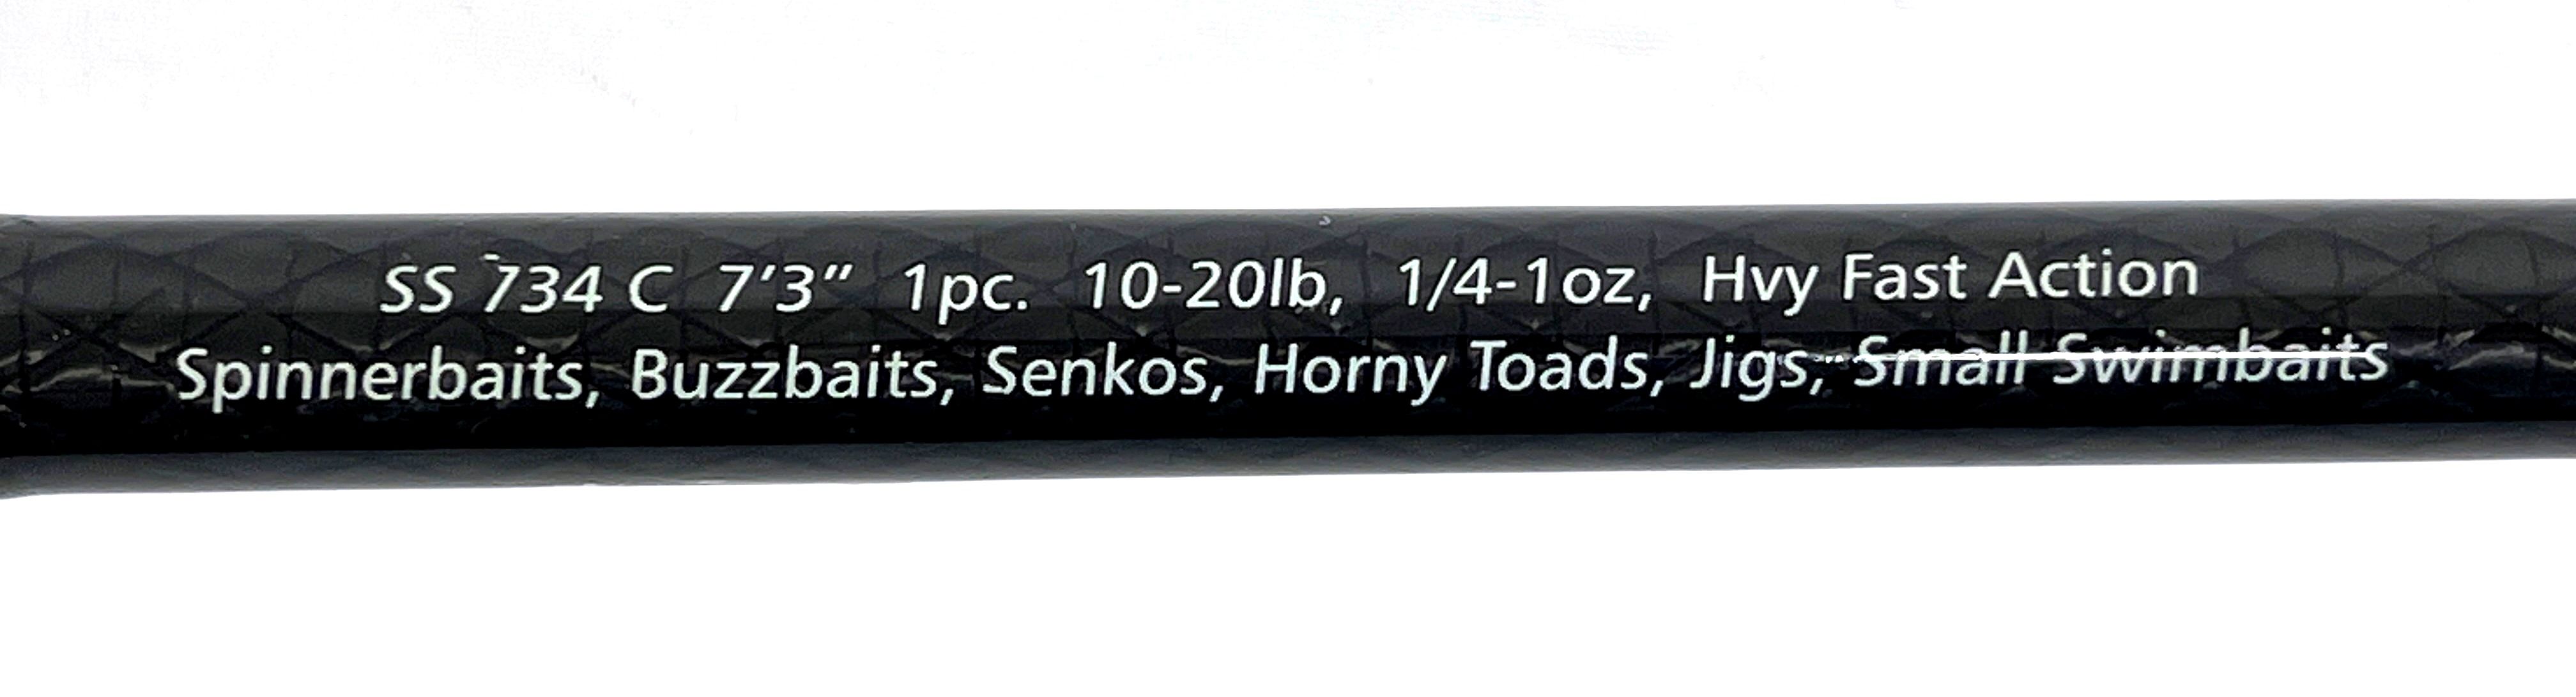 SS 734 C 7'3" 1pc. 10-20lb, 1/4-1oz, Hvy Fast Action
Spinnerbaits, Buzzbaits, Senkos, Horny Toads, Jigs, Small Swimbaits